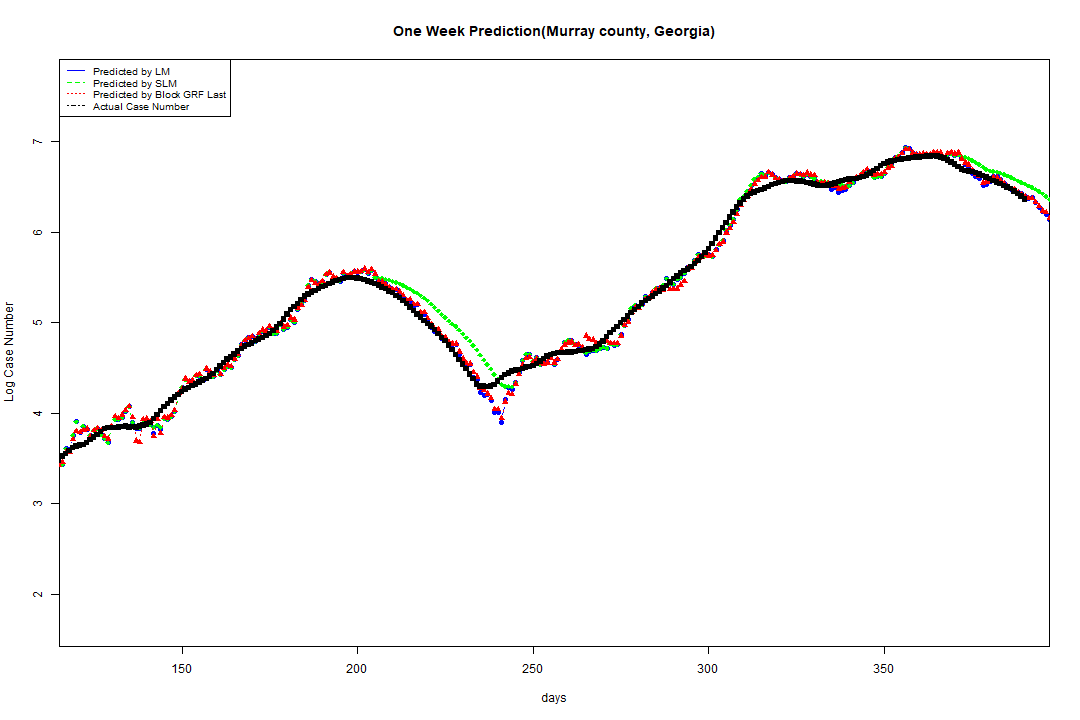 One Week Prediction(Murray county, Georgia)
Predicted by LM
Predicted by SLM
Predicted by Block GRF Last
Actual Case Number
7
6
5
4
3
2
Log Case Number
150 200 250 300 350
days